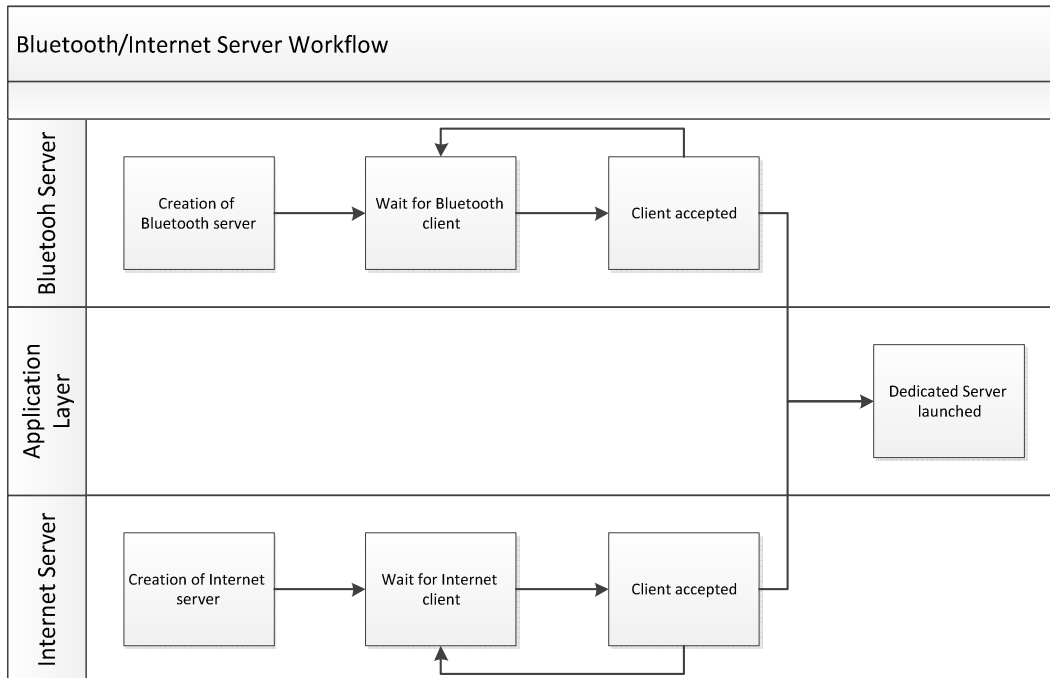 Bluetooth/Internet Server Workflow
Bluetooh Server
Creation of
Bluetooth server
Wait for Bluetooth
client
Client accepted
Application
Layer
Dedicated Server
launched
Internet Server
Creation of Internet
server
Wait for Internet
client
Client accepted